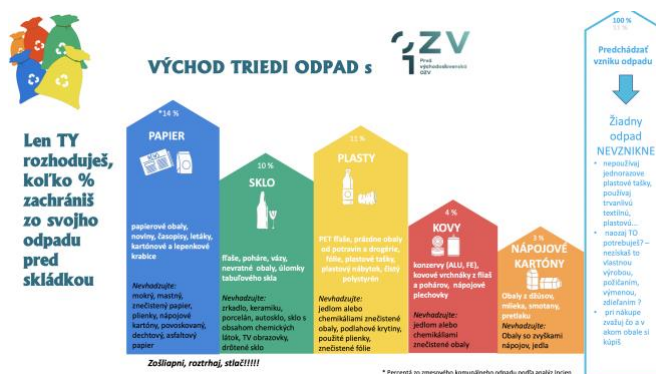 VÝCHOD TRIEDI ODPAD s
1.ZV
Prvá
východoslovenská
OZV
Len TY
rozhoduješ,
koľko %
zachrániš
zo svojho
odpadu
pred
skládkou
*14 %
PAPIER
papierové obaly,
noviny, časopisy, letáky,
kartónové a lepenkové
krabice
Nevhadzujte:
mokrý, mastný,
znečistený papier,
plienky, nápojové
kartóny, povoskovaný,
dechtový, asfaltový
papier
10 %
SKLO
fľaše, poháre, vázy,
nevratné obaly, úlomky
tabuľového skla
Nevhadzujte:
zrkadlo, keramiku,
porcelán, autosklo, sklo s
obsahom chemických
látok, TV obrazovky,
drôtené sklo
11 %
PLASTY
PET fľaše, prázdne obaly
od potravín a drogérie,
fólie, plastové tašky,
plastový nábytok, čistý
polystyrén
Nevhadzujte:
jedlom alebo
chemikáliami znečistené
obaly, podlahové krytiny,
použité plienky,
znečistené fólie
4 %
KOVY
konzervy (ALU, FE),
kovové vrchnáky z fliaš
a pohárov, nápojové
plechovky
Nevhadzujte:
jedlom alebo
chemikáliami
znečistené obaly
3 %
NÁPOJOVÉ
KARTÓNY
Obaly z džúsov,
mlieka, smotany,
pretlaku
Nevhadzujte:
Obaly so zvyškami
nápojov, jedla
100 %
Predchádzať
vzniku odpadu
Žiadny
odpad
NEVZNIKNE
• nepoužívaj
jednorazove
plastové tašky,
používaj
trvanlivú
textilnú,
plastovú...
• naozaj TO
potrebuješ? –
nezískaš to
vlastnou
výrobou,
požičaním,
výmenou,
zdieľaním ?
• pri nákupe
zvažuj čo a v
akom obale si
kúpiš
Zošliapni, roztrhaj, stlač!!!!!
* Percentá zo zmesového komunálneho odpadu podľa analýz